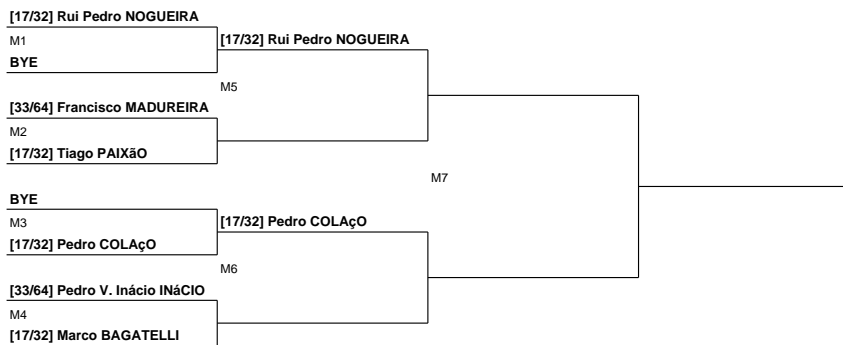 [17/32] Rui Pedro NOGUEIRA
M1
[17/32] Rui Pedro NOGUEIRA
BYE
M5
[33/64] Francisco MADUREIRA
M2
[17/32] Tiago PAIXãO
M7
BYE
M3
[17/32] Pedro COLAçO
[17/32] Pedro COLAçO
M6
[33/64] Pedro V. Inácio INáCIO
M4
[17/32] Marco BAGATELLI